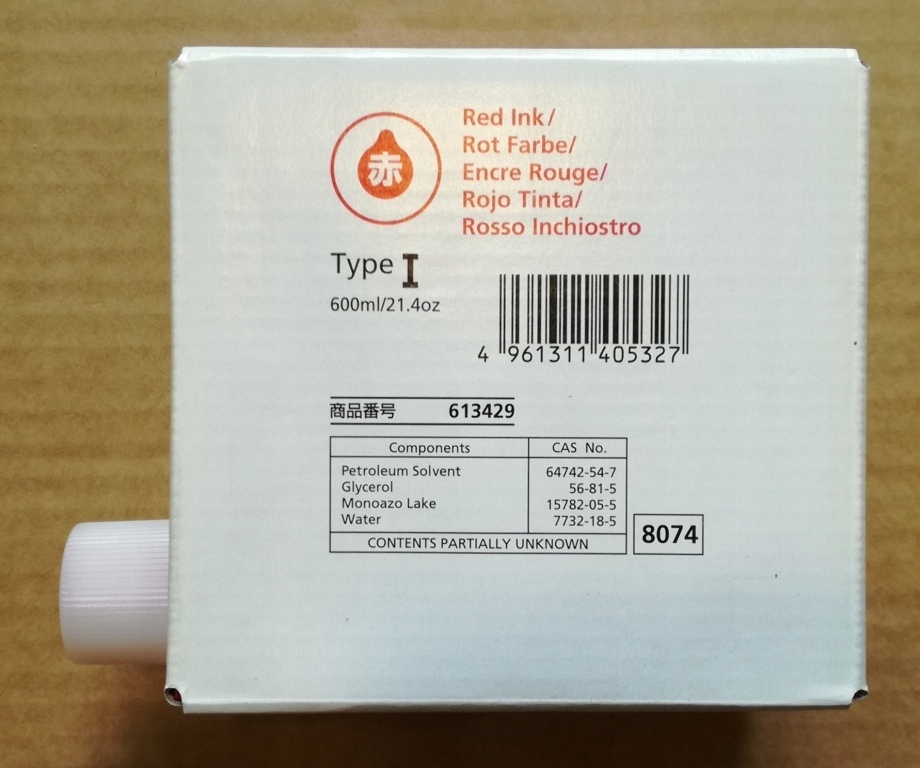 赤
Red Ink/
Rot Farbe/
Encre Rouge/
Rojo Tinta/
Rosso Inchiostro
Type I
600ml/21.4oz
4 961311 405327
商品番号 613429
Components CAS No.
Petroleum Solvent 64742-54-7
Glycerol 56-81-5
Monoazo Lake 15782-05-5
Water 7732-18-5
CONTENTS PARTIALLY UNKNOWN
8074